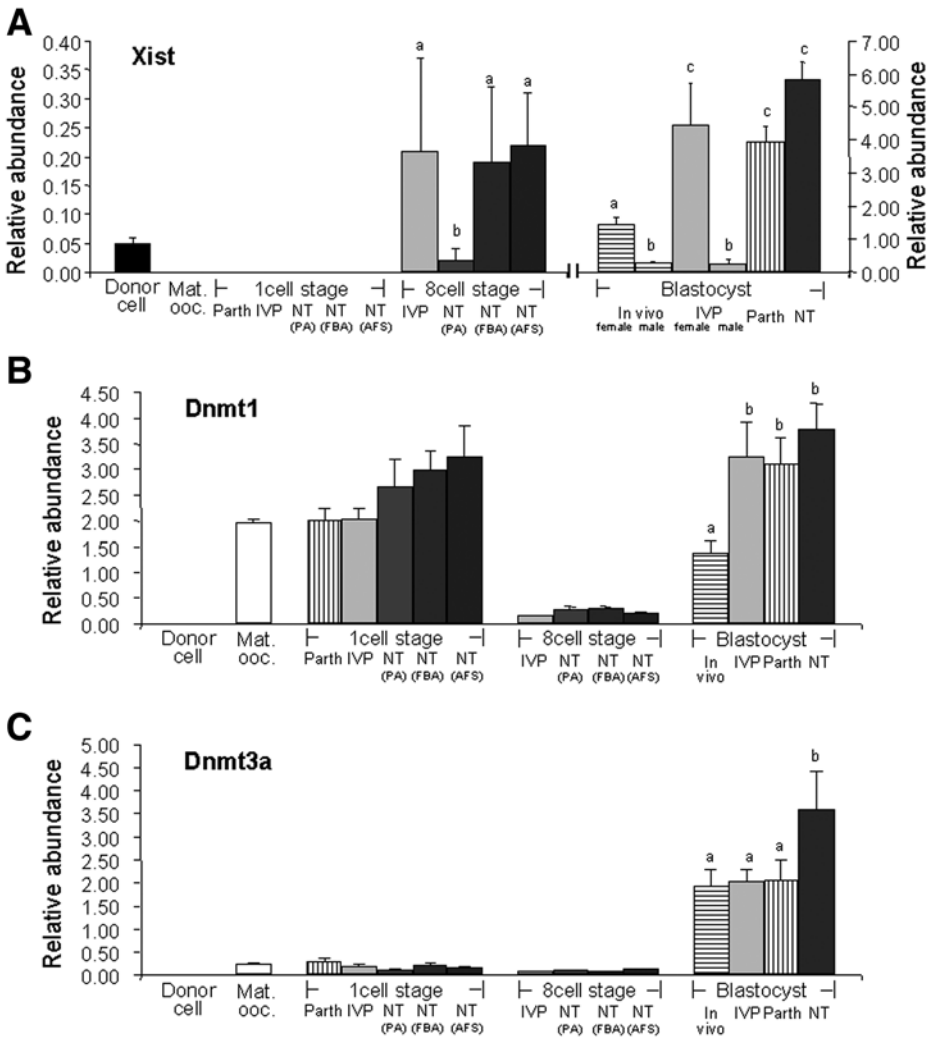 A
Xist
Relative abundance
0.40
0.35
0.30
0.25
0.20
0.15
0.10
0.05
0.00
a
b
a
a
a
b
c
b
c
c
7.00
6.00
5.00
4.00
3.00
2.00
1.00
0.00
Relative abundance
Donor cell
Mat. ooc.
1cell stage
8cell stage
Blastocyst
Parth IVP NT (PA) NT (FBA) NT (AFS)
IVP NT (PA) NT (FBA) NT (AFS)
In vivo female male IVP female male Parth NT
B
Dnmt1
Relative abundance
4.50
4.00
3.50
3.00
2.50
2.00
1.50
1.00
0.50
0.00
a
b
b
b
Donor cell
Mat. ooc.
1cell stage
8cell stage
Blastocyst
Parth IVP NT (PA) NT (FBA) NT (AFS)
IVP NT (PA) NT (FBA) NT (AFS)
In vivo IVP Parth NT
C
Dnmt3a
Relative abundance
5.00
4.50
4.00
3.50
3.00
2.50
2.00
1.50
1.00
0.50
0.00
a
a
a
b
Donor cell
Mat. ooc.
1cell stage
8cell stage
Blastocyst
Parth IVP NT (PA) NT (FBA) NT (AFS)
IVP NT (PA) NT (FBA) NT (AFS)
In vivo IVP Parth NT